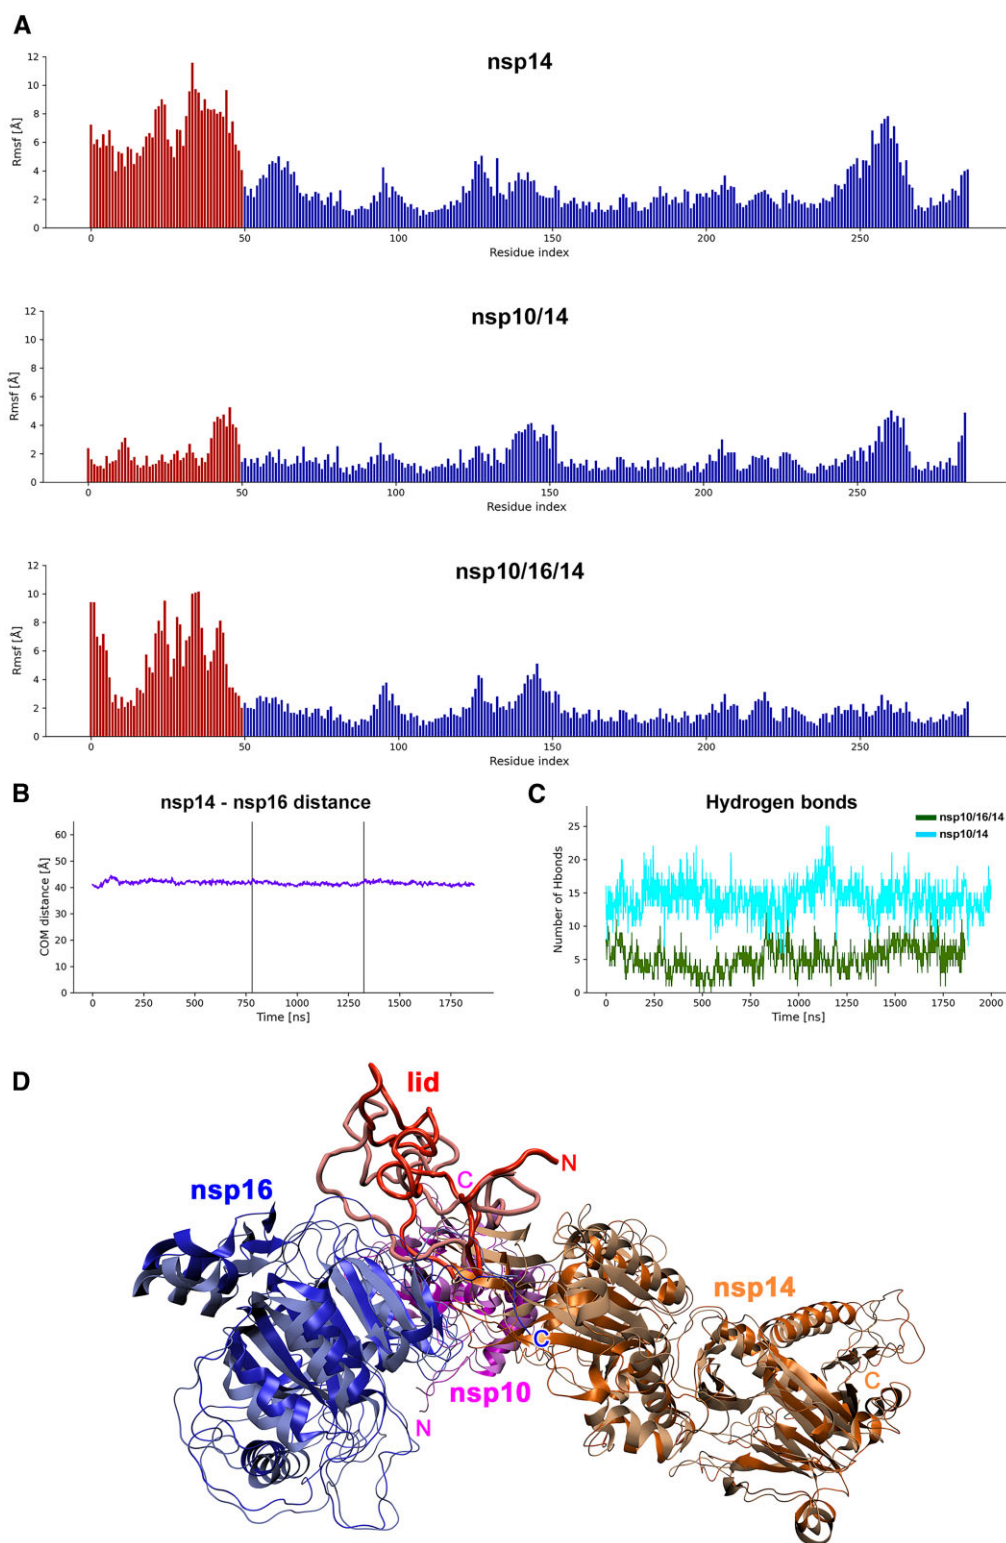 A
nsp14
12
10
8
6
4
2
0
Rmsf [Å]
0 50 100 150 200 250
Residue index
nsp10/14
12
10
8
6
4
2
0
Rmsf [Å]
0 50 100 150 200 250
Residue index
nsp10/16/14
12
10
8
6
4
2
0
Rmsf [Å]
0 50 100 150 200 250
Residue index
B
nsp14 - nsp16 distance
60
50
40
30
20
10
0
COM distance [Å]
0 250 500 750 1000 1250 1500 1750
Time [ns]
C
Hydrogen bonds
nsp10/16/14
nsp10/14
25
20
15
10
5
0
Number of Hbonds
0 250 500 750 1000 1250 1500 1750 2000
Time [ns]
D
lid
N
C
nsp16
nsp14
C
C
nsp10
N